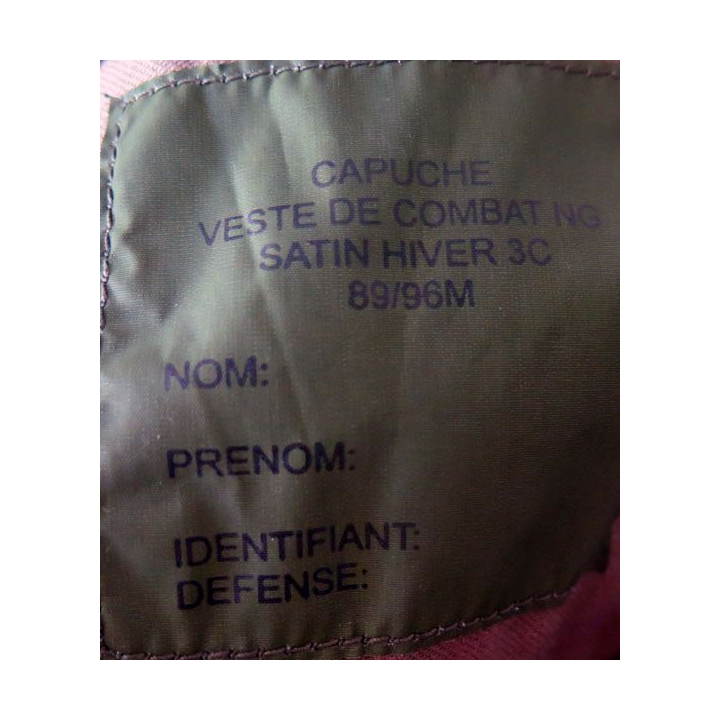 CAPUCHE
VESTE DE COMBAT NG
SATIN HIVER 3C
89/96M
NOM:
PRENOM:
IDENTIFIANT:
DEFENSE: